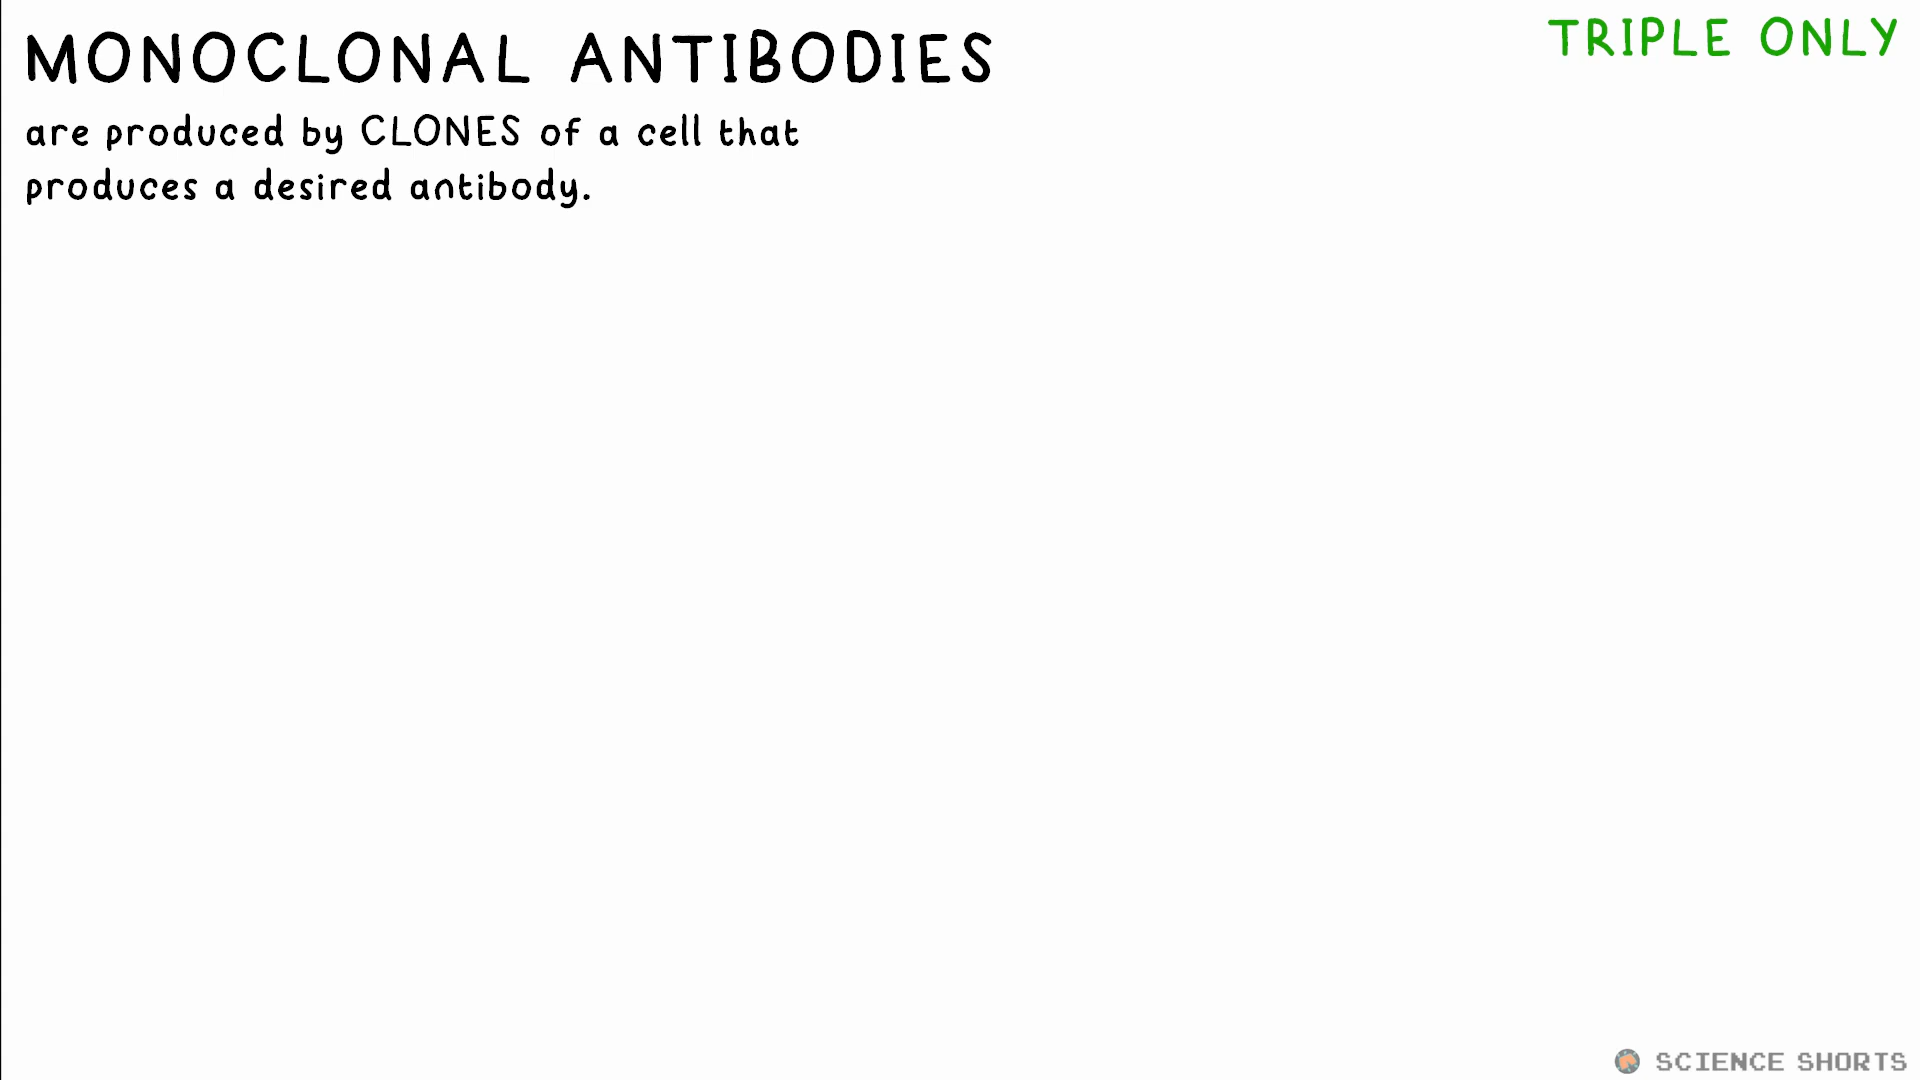 MONOCLONAL ANTIBODIES
TRIPLE ONLY
are produced by CLONES of a cell that
produces a desired antibody.
SCIENCE SHORTS